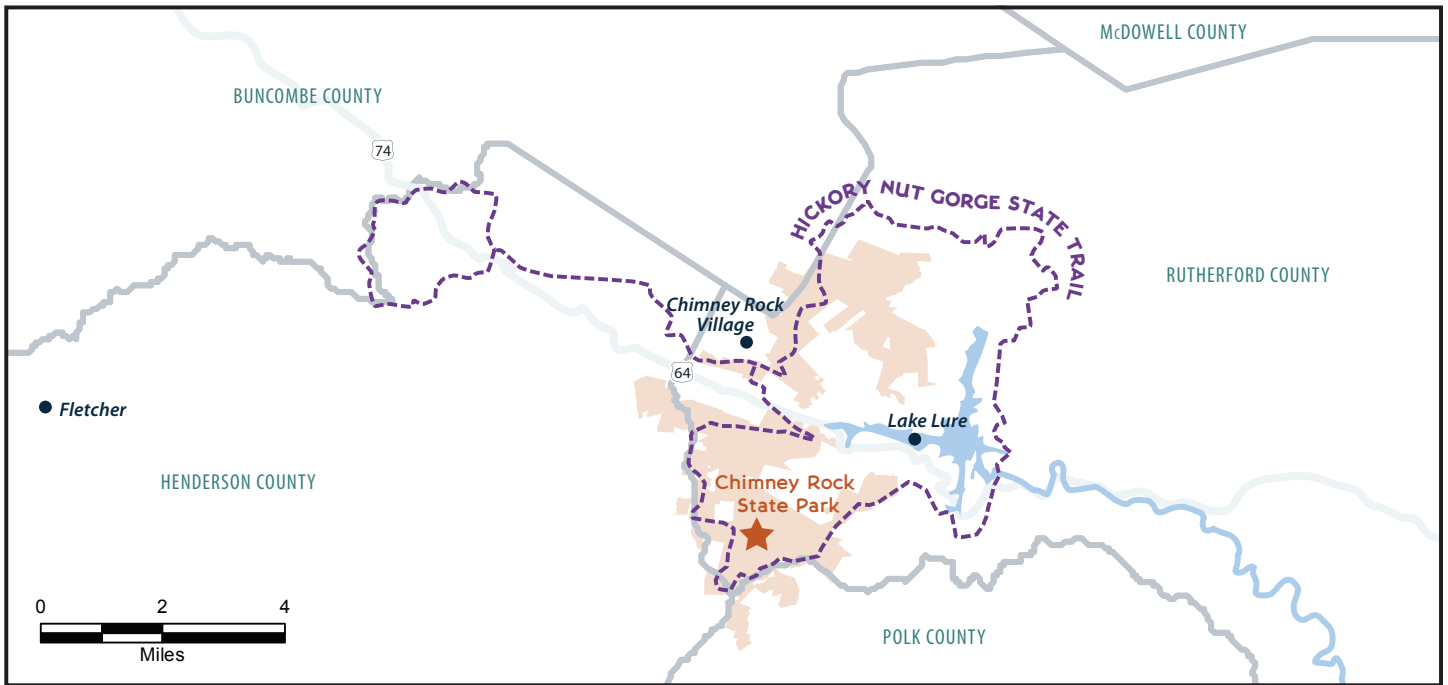 McDOWELL COUNTY
BUNCOMBE COUNTY
74
HICKORY NUT GORGE STATE TRAIL
RUTHERFORD COUNTY
Chimney Rock
Village
64
Fletcher
Lake Lure
HENDERSON COUNTY
Chimney Rock
State Park
0 2 4
Miles
POLK COUNTY